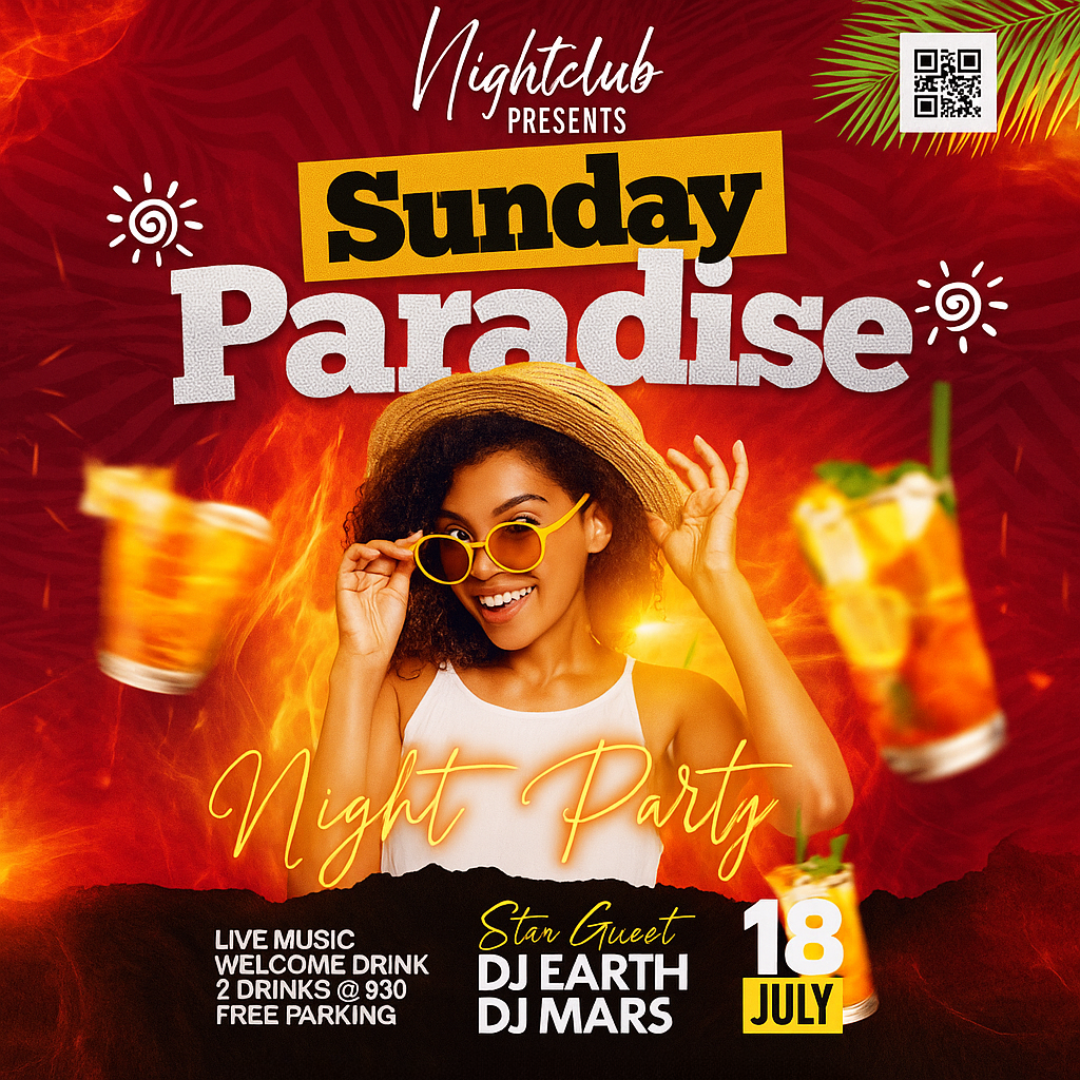 Nightclub
PRESENTS
Sunday
Paradise
Night Party
LIVE MUSIC
WELCOME DRINK
2 DRINKS @ 930
FREE PARKING
Stan Gueet
DJ EARTH
DJ MARS
18
JULY